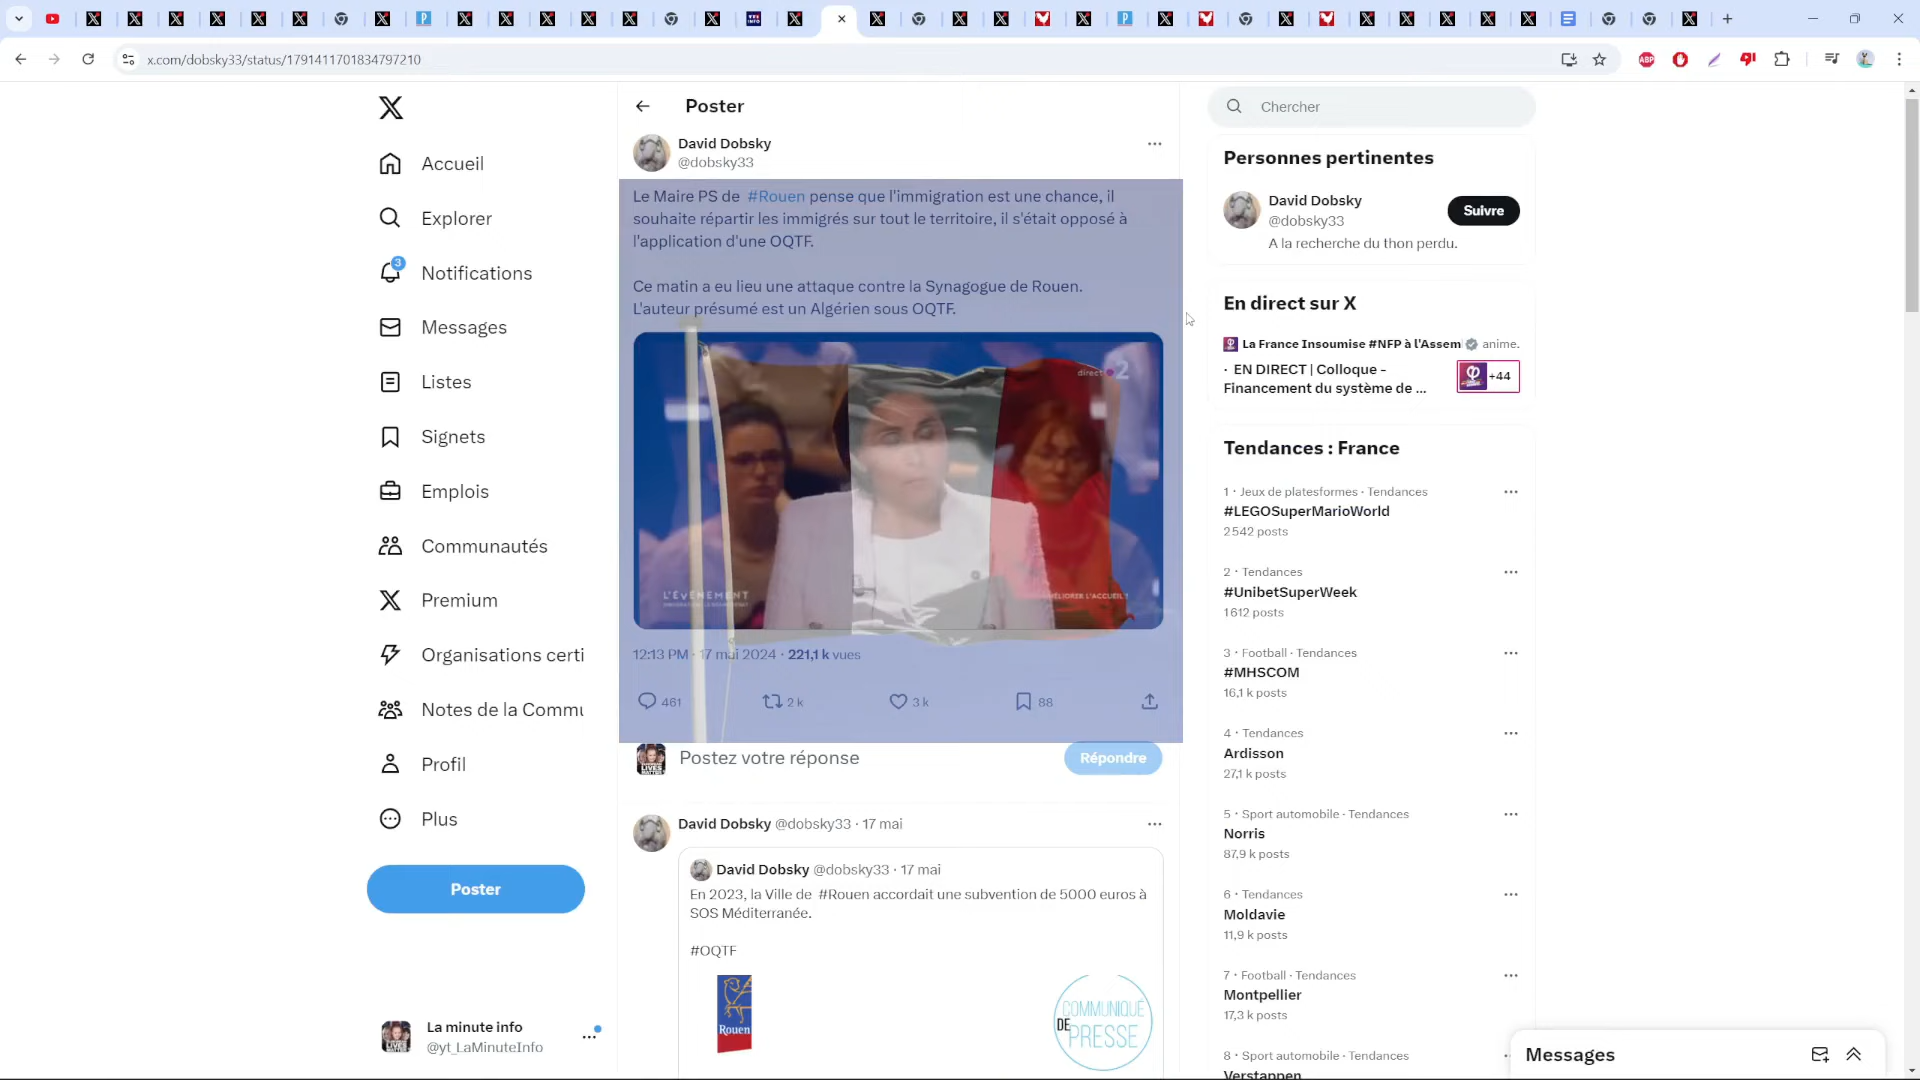 x.com/dobsky33/status/1791411701834797210
ABP
Accueil
Explorer
3
Notifications
Messages
Listes
Signets
Emplois
Communautés
Premium
Organisations certi
Notes de la Commu
Profil
Plus
Poster
La minute info
@yt_LaMinuteInfo
Poster
David Dobsky
@dobsky33
Le Maire PS de #Rouen pense que l'immigration est une chance, il
souhaite répartir les immigrés sur tout le territoire, il s'était opposé à
l'application d'une OQTF.
Ce matin a eu lieu une attaque contre la Synagogue de Rouen.
L'auteur présumé est un Algérien sous OQTF.
direct 2
L'ÉVÉNEMENT
12:13 PM · 17 mai 2024 · 221,1 k vues
461
2 k
3 k
88
Postez votre réponse
Répondre
David Dobsky @dobsky33 · 17 mai
David Dobsky @dobsky33 · 17 mai
En 2023, la Ville de #Rouen accordait une subvention de 5000 euros à
SOS Méditerranée.
#OQTF
Rouen
COMMUNIQUÉ
DE PRESSE
Chercher
Personnes pertinentes
David Dobsky
@dobsky33
Suivre
A la recherche du thon perdu.
En direct sur X
La France Insoumise #NFP à l'Assem anime.
· EN DIRECT | Colloque -
Financement du système de ...
+44
Tendances : France
1 · Jeux de platesformes · Tendances
#LEGOSuperMarioWorld
2 542 posts
2 · Tendances
#UnibetSuperWeek
1 612 posts
3 · Football · Tendances
#MHSCOM
16,1 k posts
4 · Tendances
Ardisson
27,1 k posts
5 · Sport automobile · Tendances
Norris
87,9 k posts
6 · Tendances
Moldavie
11,9 k posts
7 · Football · Tendances
Montpellier
17,3 k posts
8 · Sport automobile · Tendances
Verstappen
Messages